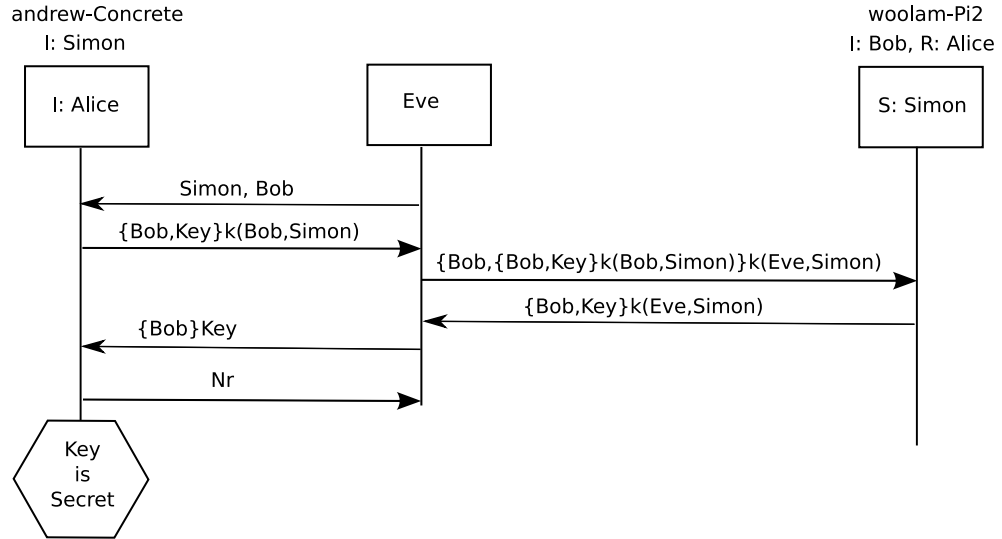 andrew-Concrete
I: Simon
woolam-Pi2
I: Bob, R: Alice
I: Alice
Eve
S: Simon
Simon, Bob
{Bob,Key}k(Bob,Simon)
{Bob,{Bob,Key}k(Bob,Simon)}k(Eve,Simon)
{Bob,Key}k(Eve,Simon)
{Bob}Key
Nr
Key
is
Secret